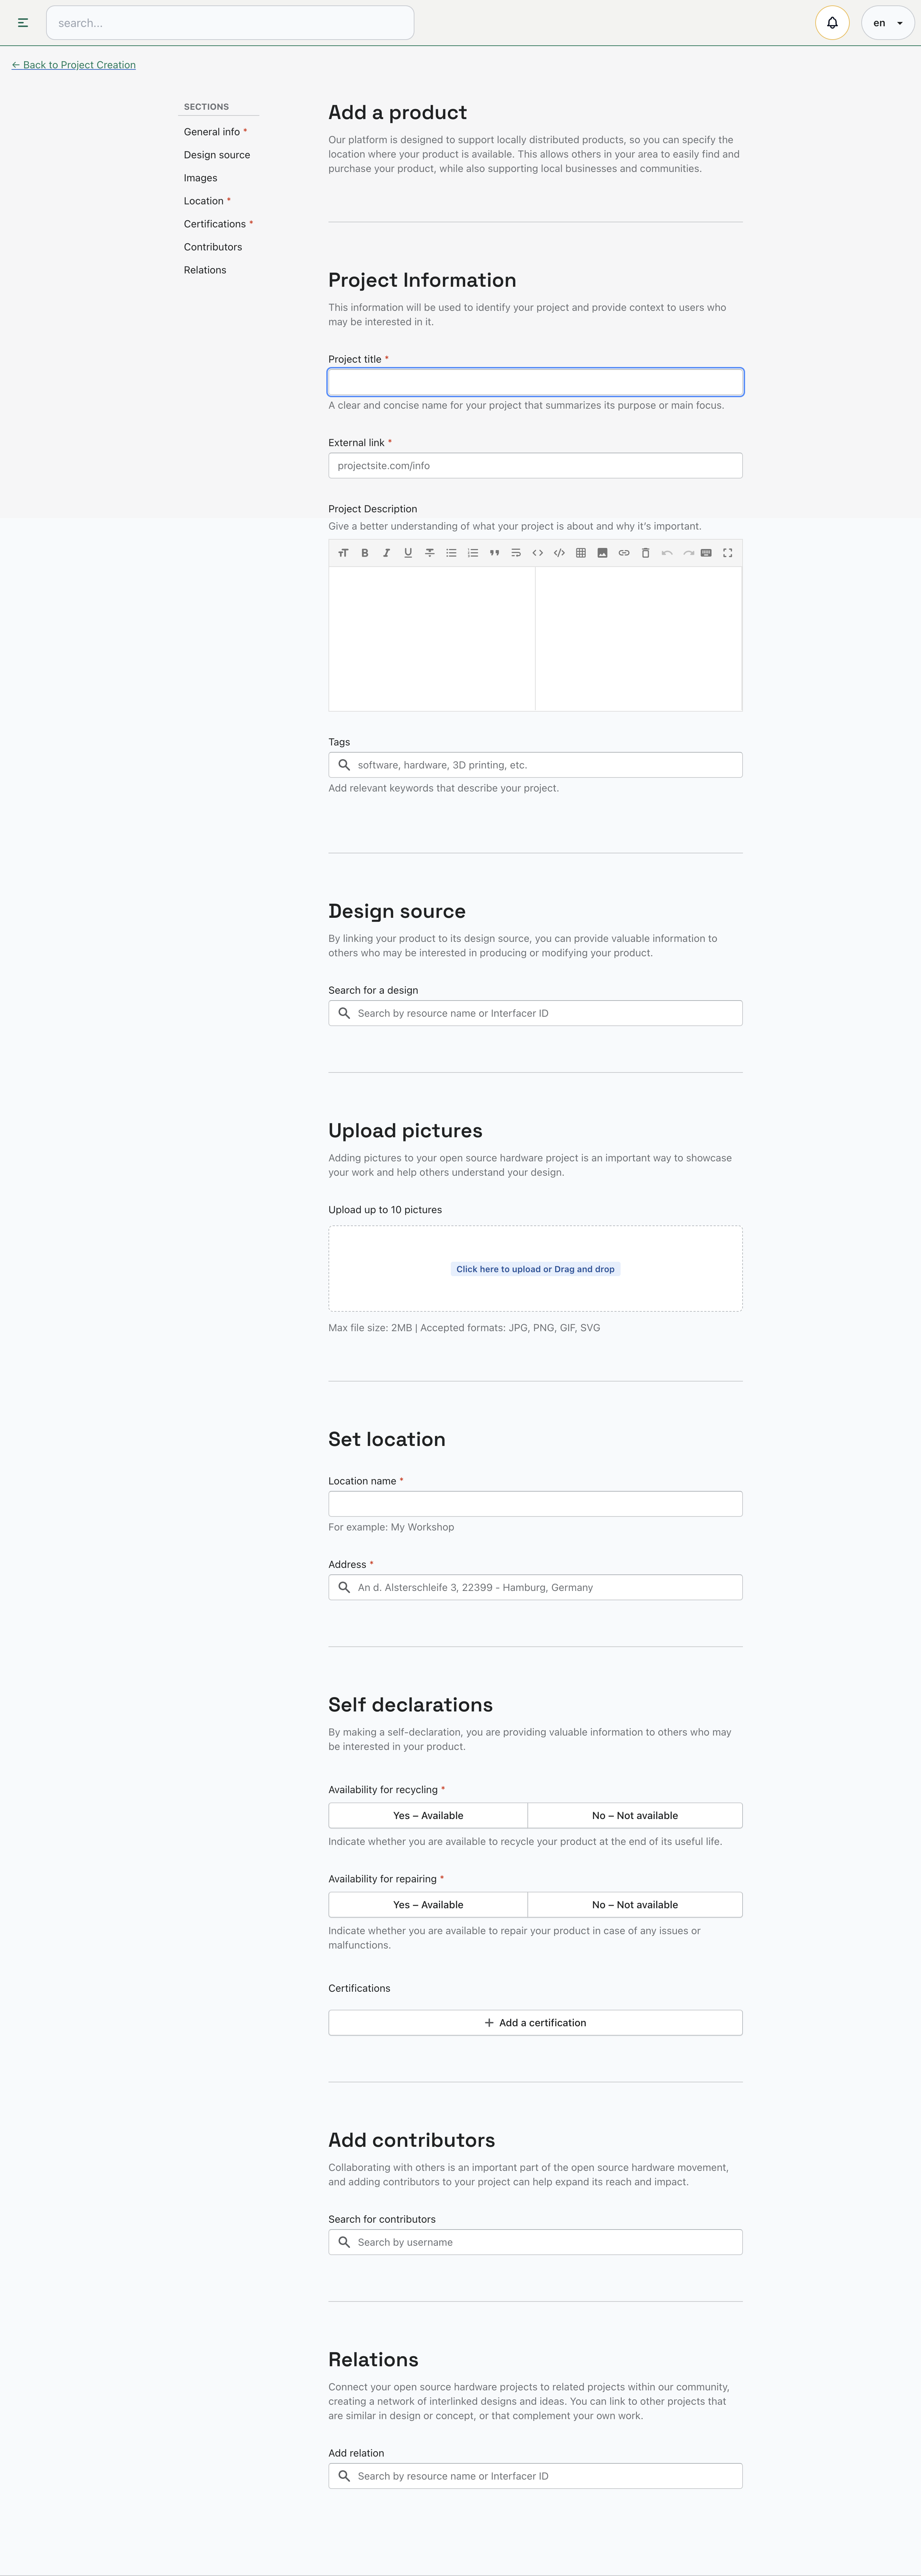 search...
en
← Back to Project Creation
SECTIONS
General info *
Design source
Images
Location *
Certifications *
Contributors
Relations
Add a product
Our platform is designed to support locally distributed products, so you can specify the
location where your product is available. This allows others in your area to easily find and
purchase your product, while also supporting local businesses and communities.
Project Information
This information will be used to identify your project and provide context to users who
may be interested in it.
Project title *
A clear and concise name for your project that summarizes its purpose or main focus.
External link *
projectsite.com/info
Project Description
Give a better understanding of what your project is about and why it's important.
Tags
software, hardware, 3D printing, etc.
Add relevant keywords that describe your project.
Design source
By linking your product to its design source, you can provide valuable information to
others who may be interested in producing or modifying your product.
Search for a design
Search by resource name or Interfacer ID
Upload pictures
Adding pictures to your open source hardware project is an important way to showcase
your work and help others understand your design.
Upload up to 10 pictures
Click here to upload or Drag and drop
Max file size: 2MB | Accepted formats: JPG, PNG, GIF, SVG
Set location
Location name *
For example: My Workshop
Address *
An d. Alsterschleife 3, 22399 - Hamburg, Germany
Self declarations
By making a self-declaration, you are providing valuable information to others who may
be interested in your product.
Availability for recycling *
Yes – Available
No – Not available
Indicate whether you are available to recycle your product at the end of its useful life.
Availability for repairing *
Yes – Available
No – Not available
Indicate whether you are available to repair your product in case of any issues or
malfunctions.
Certifications
+ Add a certification
Add contributors
Collaborating with others is an important part of the open source hardware movement,
and adding contributors to your project can help expand its reach and impact.
Search for contributors
Search by username
Relations
Connect your open source hardware projects to related projects within our community,
creating a network of interlinked designs and ideas. You can link to other projects that
are similar in design or concept, or that complement your own work.
Add relation
Search by resource name or Interfacer ID